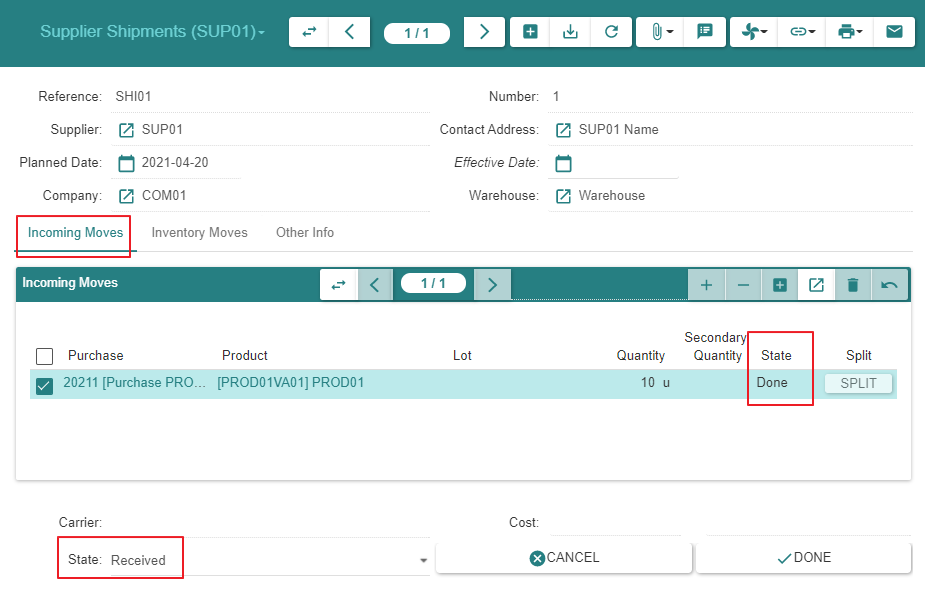 Supplier Shipments (SUP01)
1 / 1
Reference: SHI01 Number: 1
Supplier: SUP01 Contact Address: SUP01 Name
Planned Date: 2021-04-20 Effective Date:
Company: COM01 Warehouse: Warehouse
Incoming Moves Inventory Moves Other Info
Incoming Moves 1 / 1
Purchase Product Lot Quantity Secondary Quantity State Split
20211 [Purchase PRO... [PROD01VA01] PROD01 10 u Done SPLIT
Carrier: Cost:
State: Received CANCEL DONE